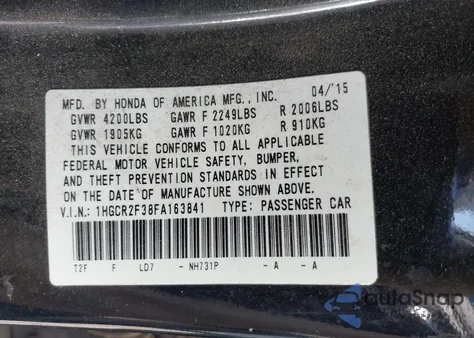 MFD. BY HONDA OF AMERICA MFG., INC. 04/'15
GVWR 4200LBS GAWR F 2249LBS R 2006LBS
GVWR 1905KG GAWR F 1020KG R 910KG
THIS VEHICLE CONFORMS TO ALL APPLICABLE
FEDERAL MOTOR VEHICLE SAFETY, BUMPER,
AND THEFT PREVENTION STANDARDS IN EFFECT
ON THE DATE OF MANUFACTURE SHOWN ABOVE.
V.I.N.: 1HGCR2F38FA163841 TYPE: PASSENGER CAR
T2F F LD7 - NH731P - A - A
autoSnap